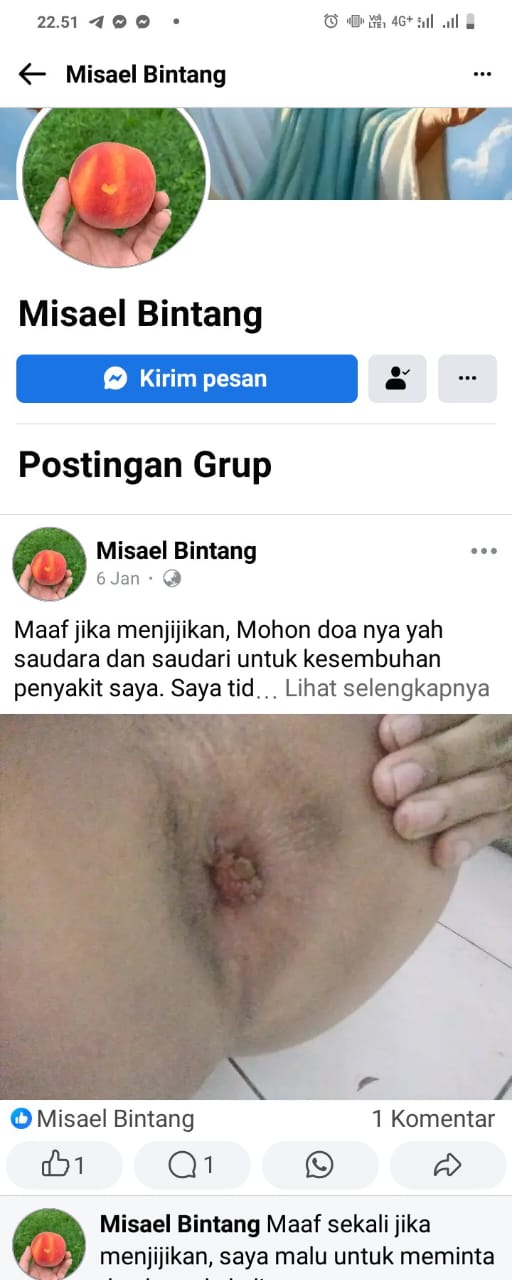 22.51
VoLTE1 4G+
Misael Bintang
Misael Bintang
Kirim pesan
Postingan Grup
Misael Bintang
6 Jan
Maaf jika menjijikan, Mohon doa nya yah
saudara dan saudari untuk kesembuhan
penyakit saya. Saya tid... Lihat selengkapnya
Misael Bintang
1 Komentar
1
1
Misael Bintang Maaf sekali jika
menjijikan, saya malu untuk meminta